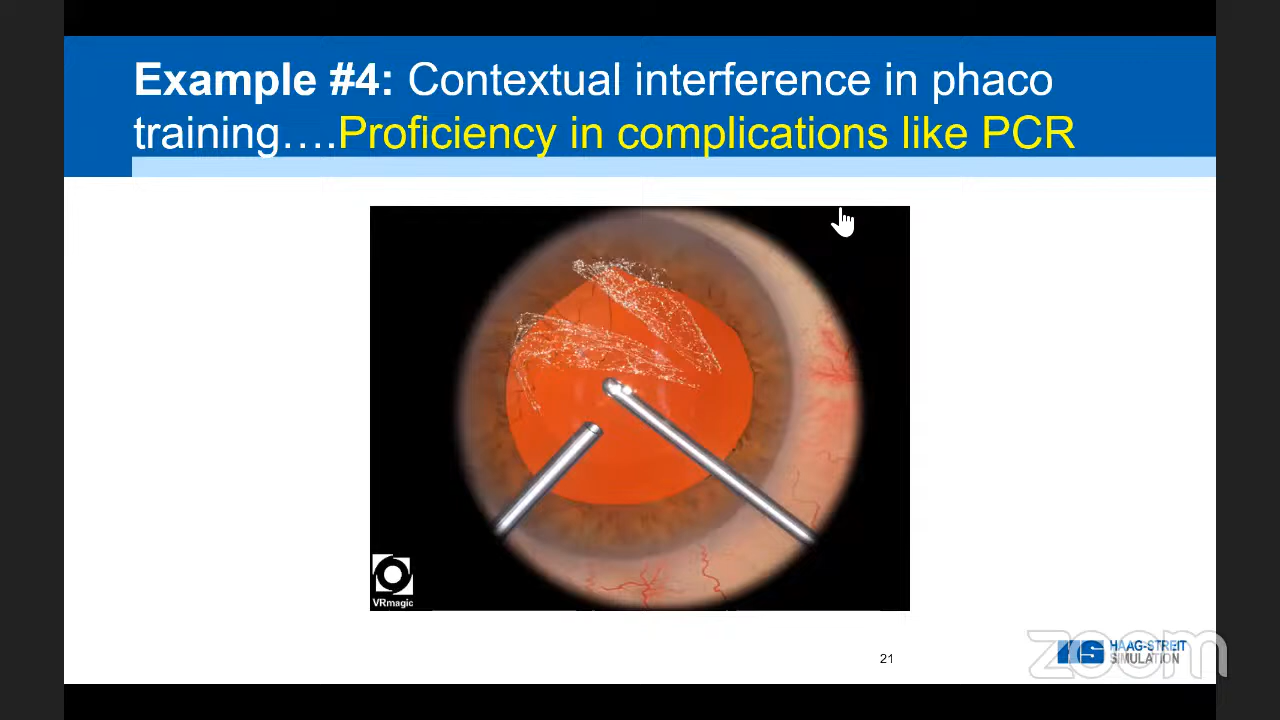 Example #4: Contextual interference in phaco
training….Proficiency in complications like PCR
VRmagic
21
HAAG-STREIT
SIMULATION
zoom